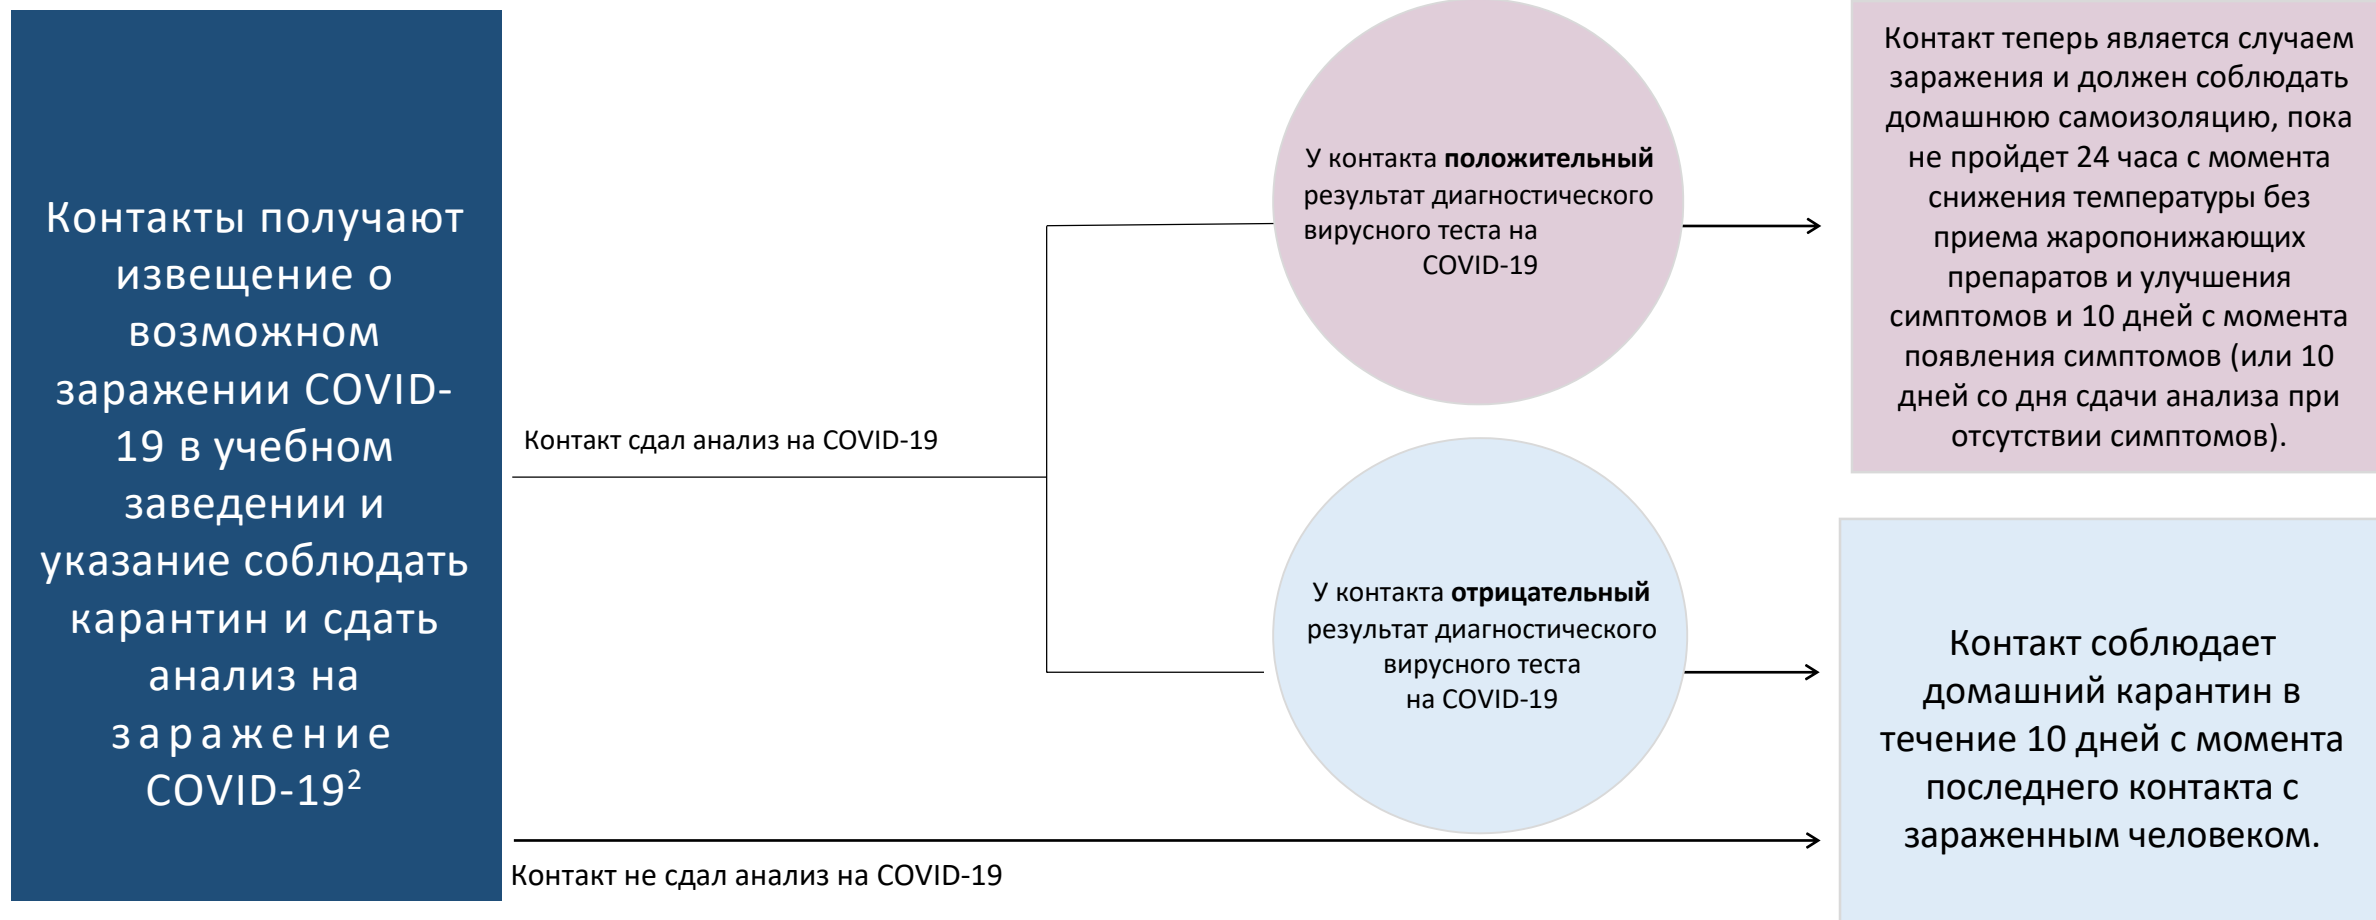 Контакты получают
извещение о
возможном
заражении COVID-
19 в учебном
заведении и
указание соблюдать
карантин и сдать
анализ на
заражение
COVID-19²
Контакт сдал анализ на COVID-19
Контакт не сдал анализ на COVID-19
У контакта положительный
результат диагностического
вирусного теста на
COVID-19
Контакт теперь является случаем
заражения и должен соблюдать
домашнюю самоизоляцию, пока
не пройдет 24 часа с момента
снижения температуры без
приема жаропонижающих
препаратов и улучшения
симптомов и 10 дней с момента
появления симптомов (или 10
дней со дня сдачи анализа при
отсутствии симптомов).
У контакта отрицательный
результат диагностического
вирусного теста
на COVID-19
Контакт соблюдает
домашний карантин в
течение 10 дней с момента
последнего контакта с
зараженным человеком.